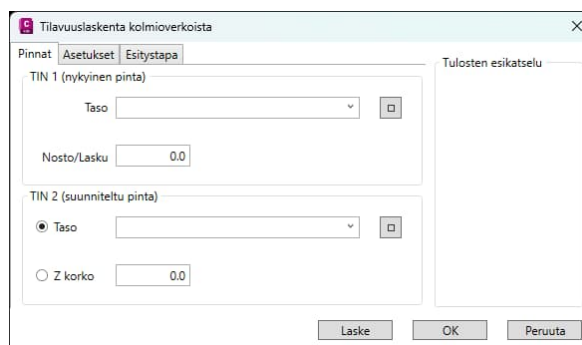 Tilavuuslaskenta kolmioverkoista
Pinnat Asetukset Esitystapa
TIN 1 (nykyinen pinta)
Taso
Nosto/Lasku 0.0
TIN 2 (suunniteltu pinta)
Taso
Z korko 0.0
Tulosten esikatselu
Laske OK Peruuta